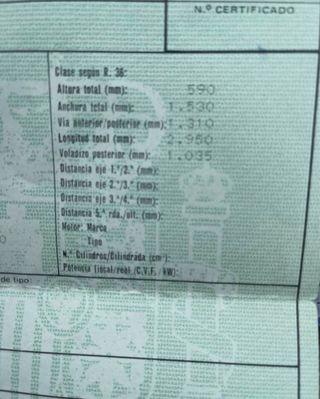 N.º CERTIFICADO
Clase según R. 36:
Altura total (mm): 590
Anchura total (mm): 1.530
Via anterior/posterior (mm): 1.310
Longitud total (mm): 2.950
Voladizo posterior (mm): 1.035
Distancia eje 1.º/2.º (mm):
Distancia eje 2.º/3.º (mm):
Distancia eje 3.º/4.º (mm):
Distancia 5.ª rda./ult. (mm):
Motor: Marca
Tipo
N.º Cilindros/Cilindrada (cm³):
Potencia fiscal/real (C.V.F./kW):
de tipo: